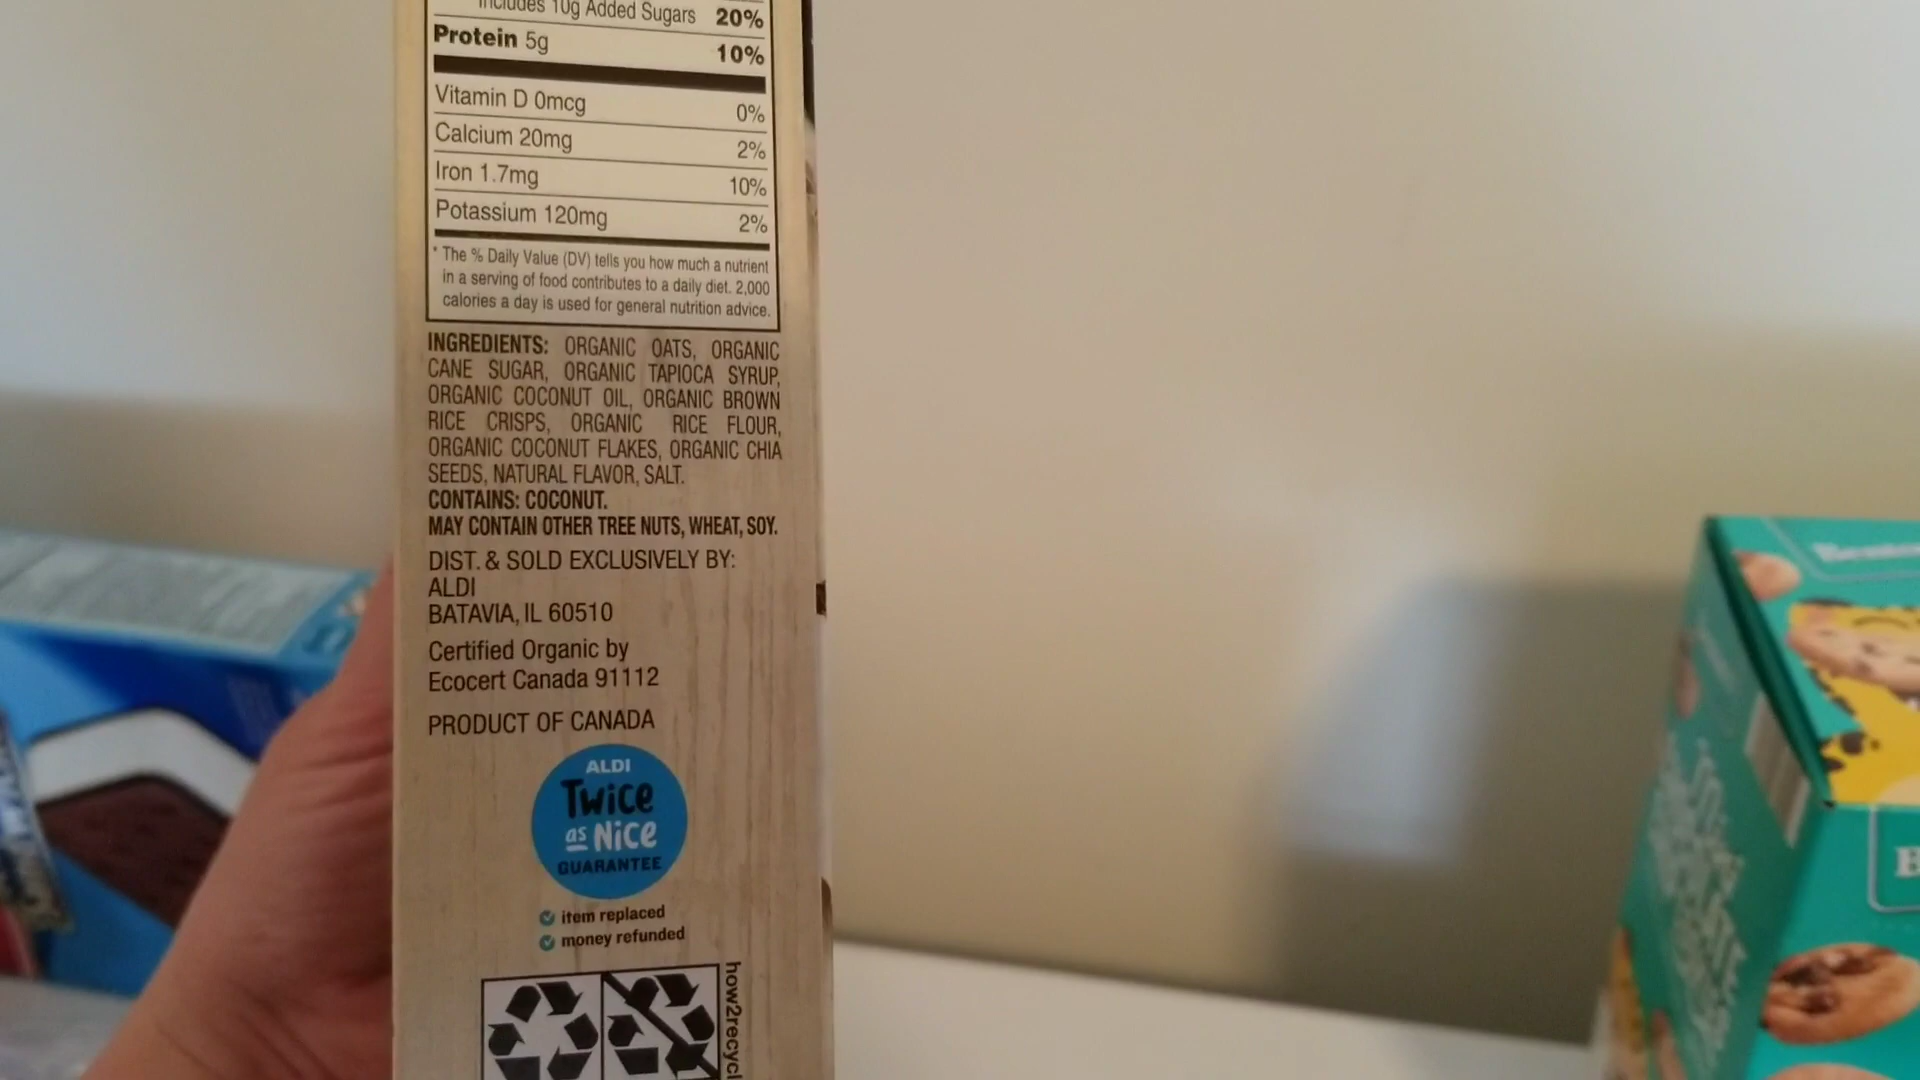 Includes 10g Added Sugars 20%
Protein 5g 10%
Vitamin D 0mcg 0%
Calcium 20mg 2%
Iron 1.7mg 10%
Potassium 120mg 2%
* The % Daily Value (DV) tells you how much a nutrient
in a serving of food contributes to a daily diet. 2,000
calories a day is used for general nutrition advice.
INGREDIENTS: ORGANIC OATS, ORGANIC
CANE SUGAR, ORGANIC TAPIOCA SYRUP,
ORGANIC COCONUT OIL, ORGANIC BROWN
RICE CRISPS, ORGANIC RICE FLOUR,
ORGANIC COCONUT FLAKES, ORGANIC CHIA
SEEDS, NATURAL FLAVOR, SALT.
CONTAINS: COCONUT.
MAY CONTAIN OTHER TREE NUTS, WHEAT, SOY.
DIST. & SOLD EXCLUSIVELY BY:
ALDI
BATAVIA, IL 60510
Certified Organic by
Ecocert Canada 91112
PRODUCT OF CANADA
ALDI
Twice
as Nice
GUARANTEE
item replaced
money refunded
how2recycl